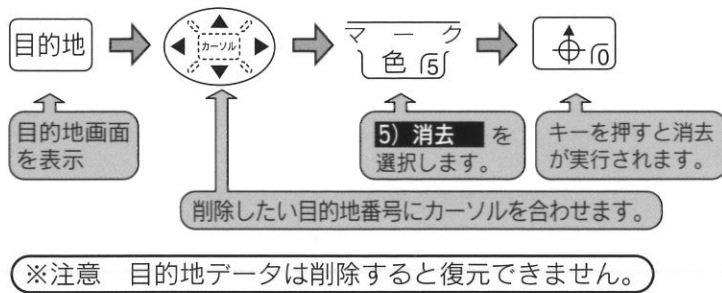 目的地
カーソル
マーク
色 5
0
目的地画面
を表示
5）消去 を
選択します。
キーを押すと消去
が実行されます。
削除したい目的地番号にカーソルを合わせます。
※注意　目的地データは削除すると復元できません。